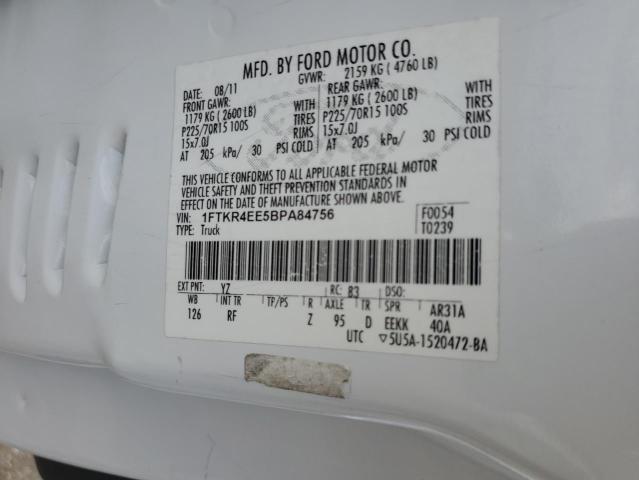 MFD. BY FORD MOTOR CO.
DATE: 08/11 GVWR: 2159 KG ( 4760 LB)
FRONT GAWR: REAR GAWR:
1179 KG ( 2600 LB) WITH 1179 KG ( 2600 LB) WITH
P225/70R15 100S TIRES P225/70R15 100S TIRES
15x7.0J RIMS 15x7.0J RIMS
AT 205 kPa/ 30 PSI COLD AT 205 kPa/ 30 PSI COLD
THIS VEHICLE CONFORMS TO ALL APPLICABLE FEDERAL MOTOR
VEHICLE SAFETY AND THEFT PREVENTION STANDARDS IN
EFFECT ON THE DATE OF MANUFACTURE SHOWN ABOVE.
VIN: 1FTKR4EE5BPA84756 F0054
TYPE: Truck T0239
EXT PNT: YZ RC: 83 DSO:
WB INT TR TP/PS R AXLE TR SPR AR31A
126 RF Z 95 D EEKK 40A
UTC ▽5U5A-1520472-BA